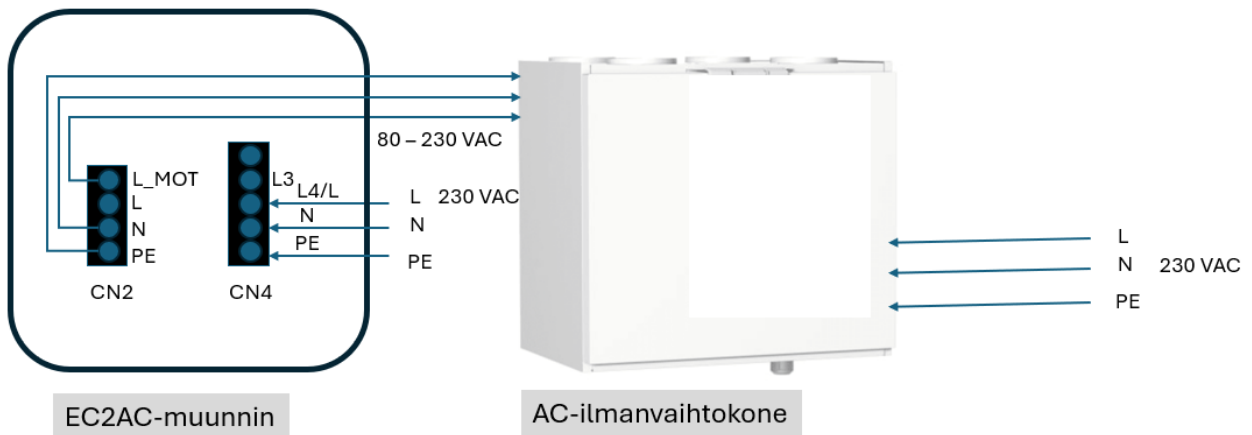 80 – 230 VAC
L_MOT
L
N
PE
CN2
L3
L4/L
N
PE
CN4
L 230 VAC
N
PE
L
N 230 VAC
PE
EC2AC-muunnin
AC-ilmanvaihtokone